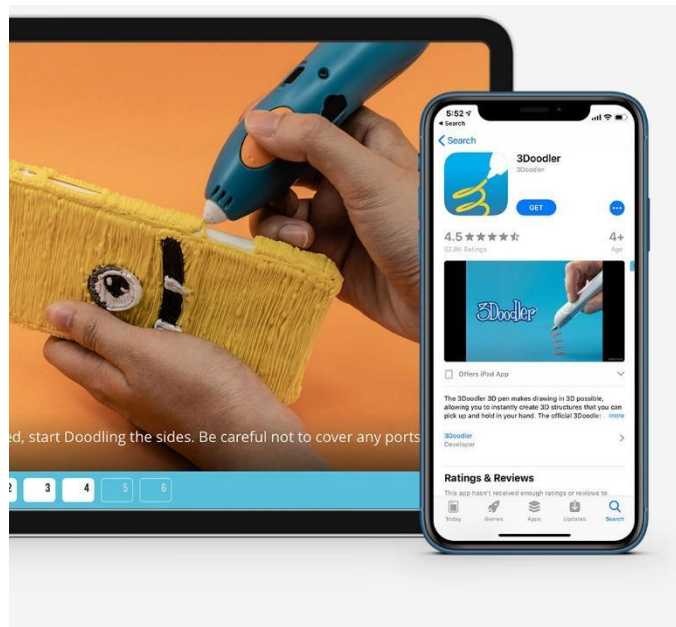 ed, start Doodling the sides. Be careful not to cover any ports
2 3 4 5 6
5:52
Search
Search
3Doodler
3Doodler
GET
4.5
4+
52.8K Ratings
Age
3Doodler
Offers iPad App
The 3Doodler 3D pen makes drawing in 3D possible,
allowing you to instantly create 3D structures that you can
pick up and hold in your hand. The official 3Doodler
more
3Doodler
Developer
Ratings & Reviews
This app hasn't received enough ratings or reviews to
Today
Games
Apps
Updates
Search